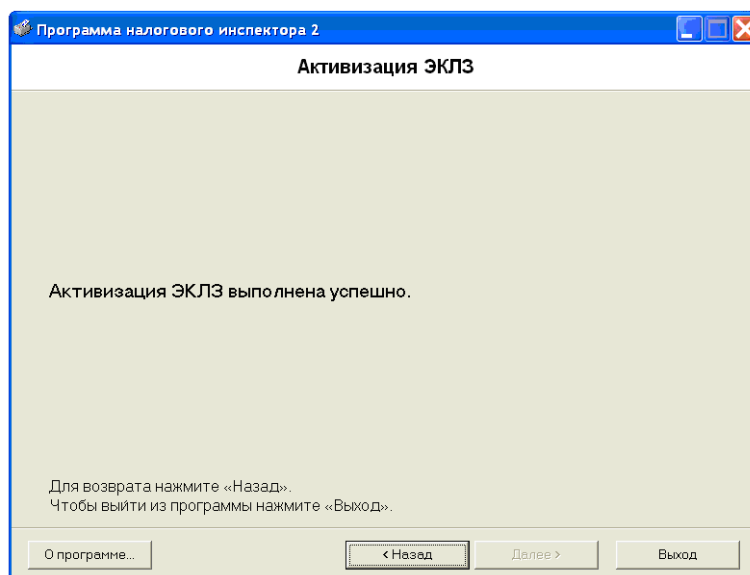 Программа налогового инспектора 2
Активизация ЭКЛЗ
Активизация ЭКЛЗ выполнена успешно.
Для возврата нажмите «Назад».
Чтобы выйти из программы нажмите «Выход».
О программе... < Назад Далее > Выход